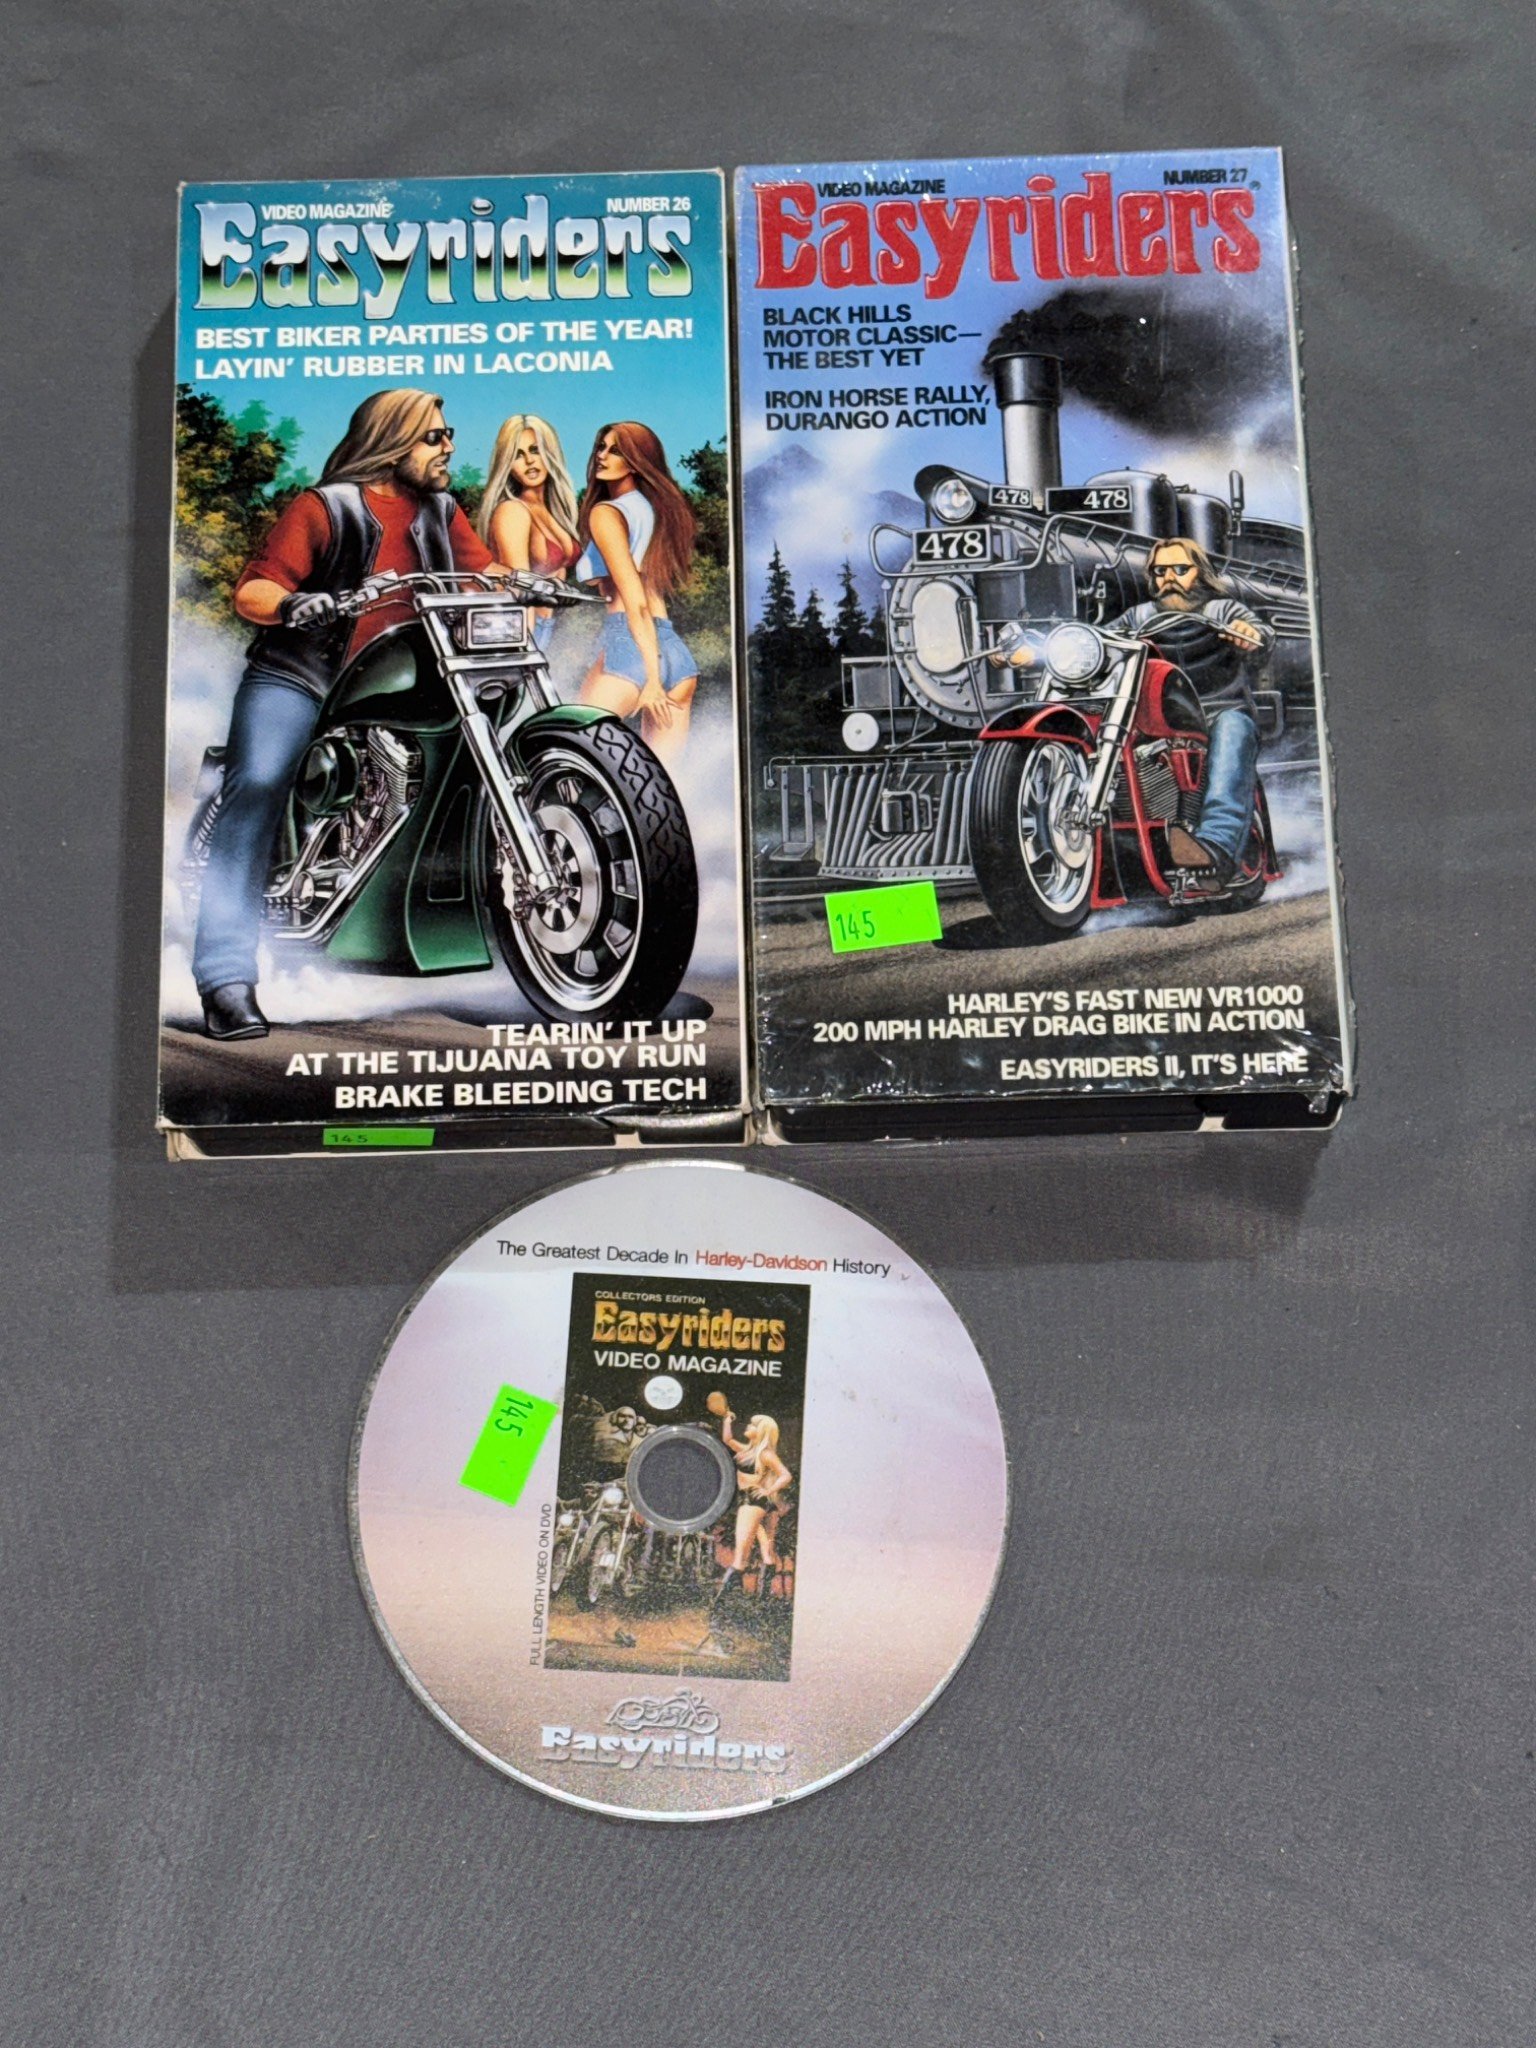 VIDEO MAGAZINE
NUMBER 26
Easyriders
BEST BIKER PARTIES OF THE YEAR!
LAYIN' RUBBER IN LACONIA
TEARIN' IT UP
AT THE TIJUANA TOY RUN
BRAKE BLEEDING TECH
145
VIDEO MAGAZINE
NUMBER 27
Easyriders®
BLACK HILLS
MOTOR CLASSIC—
THE BEST YET
IRON HORSE RALLY,
DURANGO ACTION
478
478
478
145
HARLEY'S FAST NEW VR1000
200 MPH HARLEY DRAG BIKE IN ACTION
EASYRIDERS II, IT'S HERE
The Greatest Decade In Harley-Davidson History
COLLECTORS EDITION
Easyriders
VIDEO MAGAZINE
145
FULL LENGTH VIDEO ON DVD
Easyriders